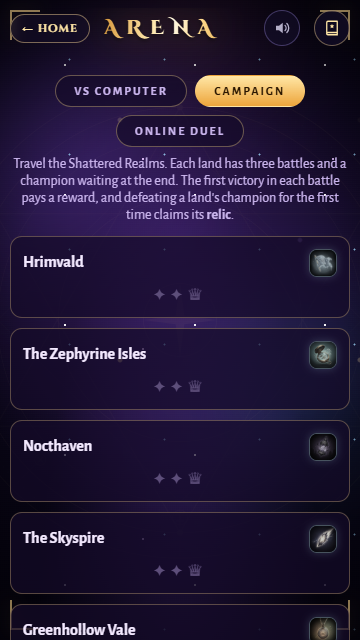 ← HOME
ARENA
VS COMPUTER
CAMPAIGN
ONLINE DUEL
Travel the Shattered Realms. Each land has three battles and a
champion waiting at the end. The first victory in each battle
pays a reward, and defeating a land's champion for the first
time claims its relic.
Hrimvald
The Zephyrine Isles
Nocthaven
The Skyspire
Greenhollow Vale